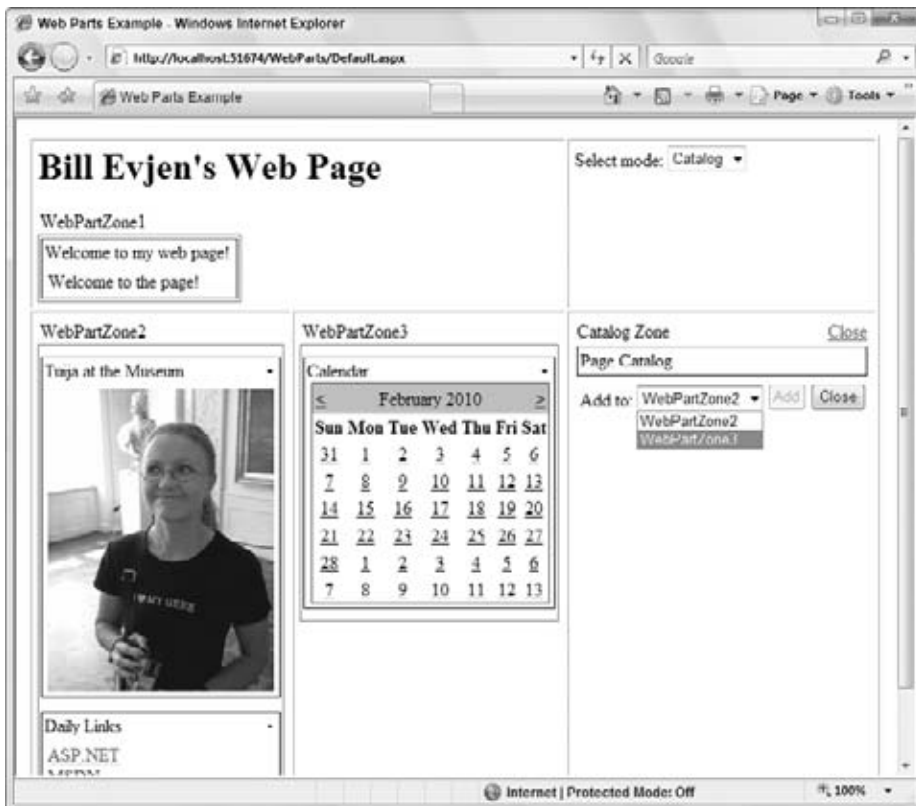 Web Parts Example - Windows Internet Explorer
http://localhost:51674/WebParts/Default.aspx
Google
Web Parts Example
Page
Tools
Bill Evjen's Web Page
Select mode: Catalog
WebPartZone1
Welcome to my web page!
Welcome to the page!
WebPartZone2
WebPartZone3
Catalog Zone Close
Tuija at the Museum
Calendar
Page Catalog
< February 2010 >
Add to: WebPartZone2 Add Close
WebPartZone2
WebPartZone3
Sun Mon Tue Wed Thu Fri Sat
31 1 2 3 4 5 6
7 8 9 10 11 12 13
14 15 16 17 18 19 20
21 22 23 24 25 26 27
28 1 2 3 4 5 6
7 8 9 10 11 12 13
I ♥ MY GEEK
Daily Links
ASP.NET
MSDN
Internet | Protected Mode: Off
100%